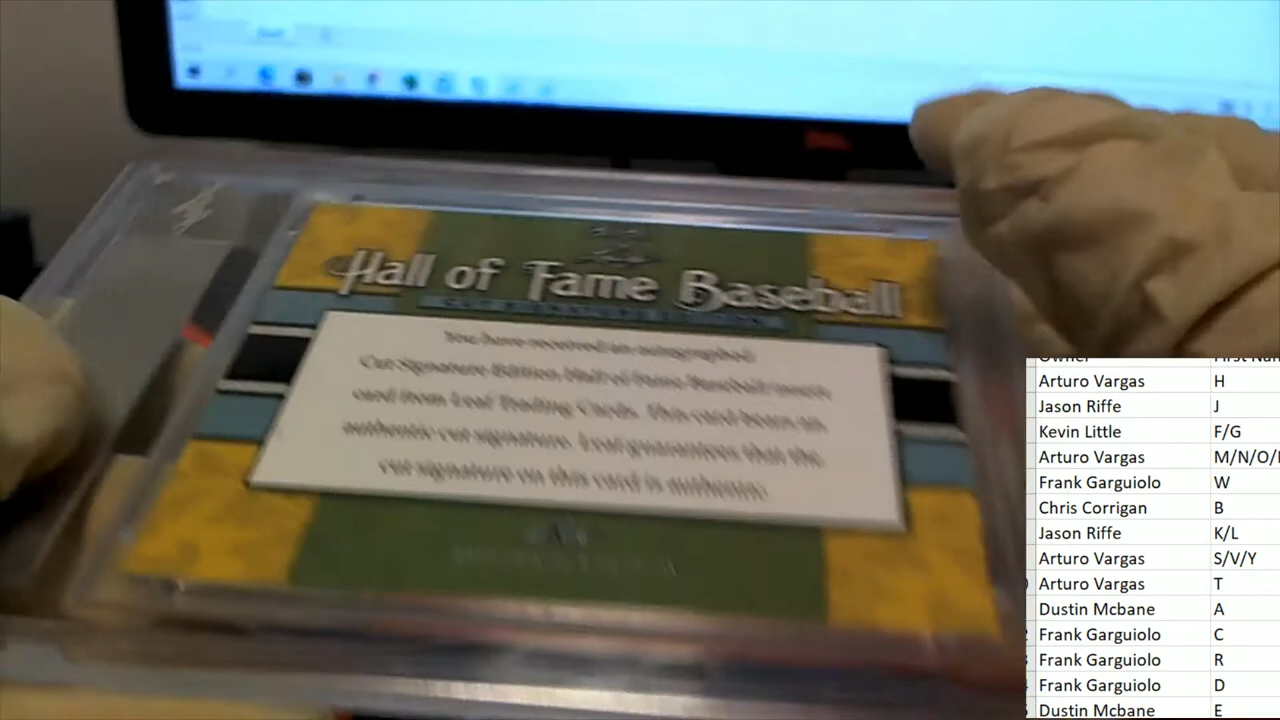 Hall of Fame Baseball
You have received an autographed
Cut Signature Edition Hall of Fame Baseball insert
card from Leaf Trading Cards. This card bears an
authentic cut signature. Leaf guarantees that the
cut signature on this card is authentic.
Owner
Arturo Vargas H
Jason Riffe J
Kevin Little F/G
Arturo Vargas M/N/O/
Frank Garguiolo W
Chris Corrigan B
Jason Riffe K/L
Arturo Vargas S/V/Y
Arturo Vargas T
Dustin Mcbane A
Frank Garguiolo C
Frank Garguiolo R
Frank Garguiolo D
Dustin Mcbane E